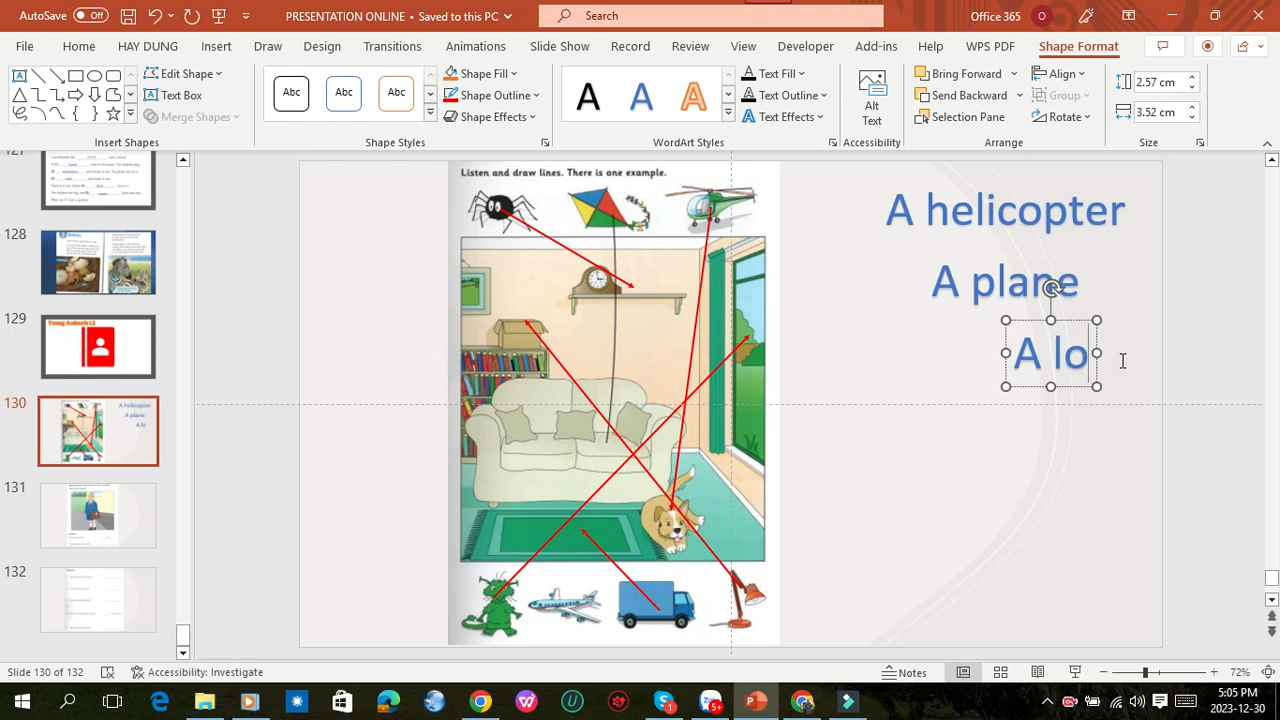 AutoSave Off PRESENTATION ONLINE - Saved to this PC Search Office 365
File Home HAY DUNG Insert Draw Design Transitions Animations Slide Show Record Review View Developer Add-ins Help WPS PDF Shape Format
Edit Shape Abc Abc Abc Shape Fill A A A Text Fill Bring Forward Align 2.57 cm
Text Box Shape Outline Text Outline Alt Text Send Backward Group 3.52 cm
Merge Shapes Shape Effects Text Effects Selection Pane Rotate
Insert Shapes Shape Styles WordArt Styles Accessibility Arrange Size
127
128
129
Young Animals L1
130
A helicopter
A plane
A lo
131
132
Listen and draw lines. There is one example.
A helicopter
A plane
A lo
Slide 130 of 132 Accessibility: Investigate Notes 72%
5:05 PM
2023-12-30